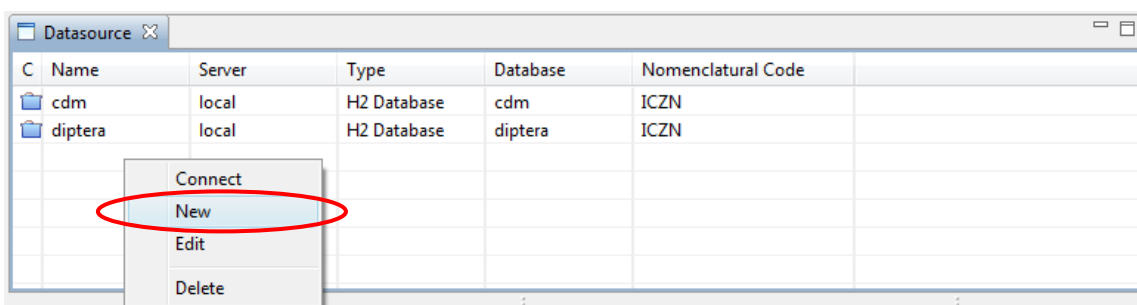 Datasource
C Name Server Type Database Nomenclatural Code
cdm local H2 Database cdm ICZN
diptera local H2 Database diptera ICZN
Connect
New
Edit
Delete